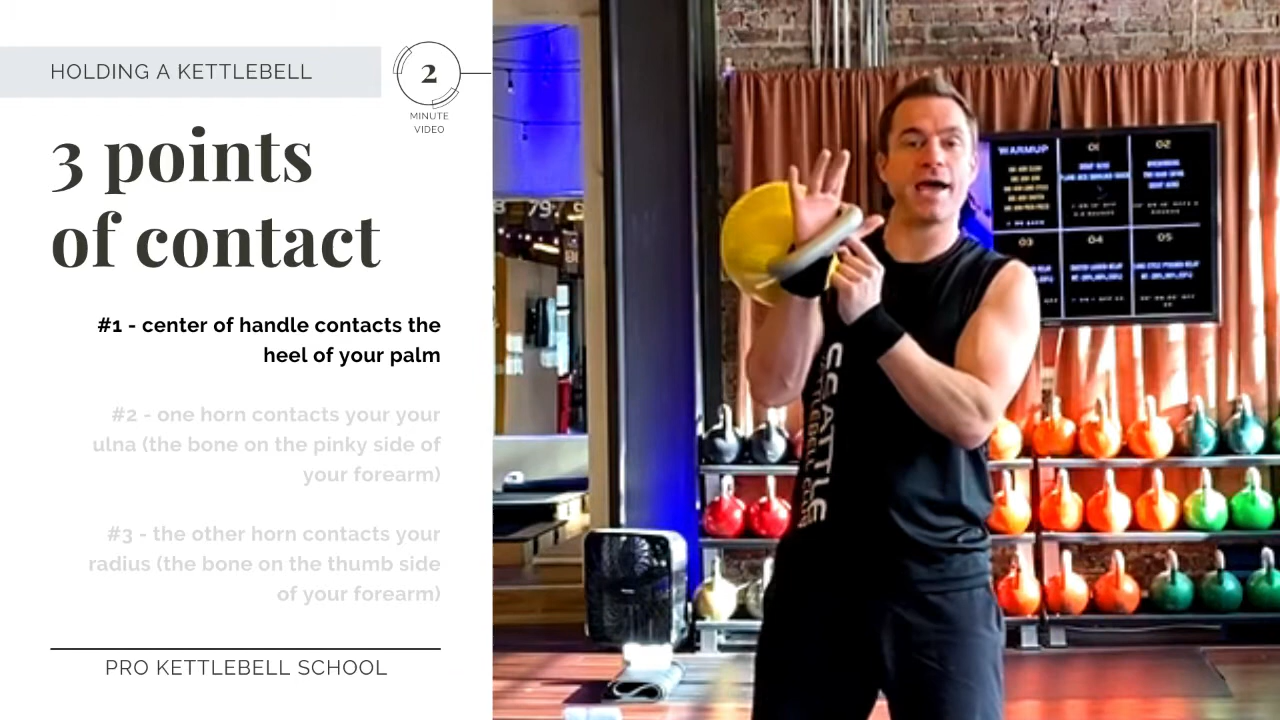 HOLDING A KETTLEBELL
2
MINUTE
VIDEO
3 points
of contact
#1 - center of handle contacts the
heel of your palm
#2 - one horn contacts your your
ulna (the bone on the pinky side of
your forearm)
#3 - the other horn contacts your
radius (the bone on the thumb side
of your forearm)
PRO KETTLEBELL SCHOOL
SEATTLE
WARMUP
01
02
03
04
05